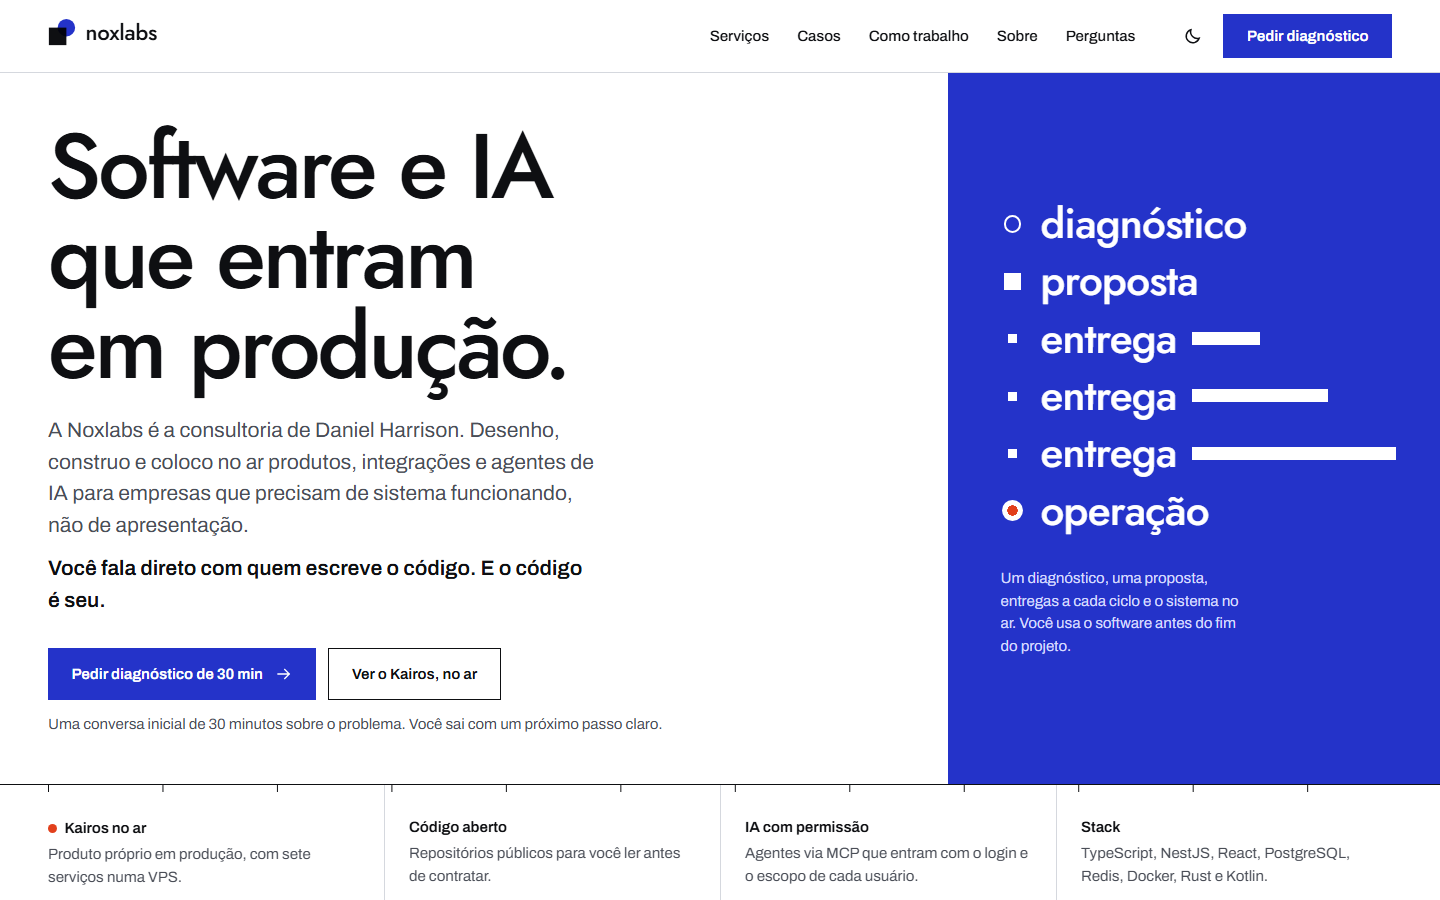 noxlabs
Serviços
Casos
Como trabalho
Sobre
Perguntas
Pedir diagnóstico
Software e IA
que entram
em produção.
A Noxlabs é a consultoria de Daniel Harrison. Desenho,
construo e coloco no ar produtos, integrações e agentes de
IA para empresas que precisam de sistema funcionando,
não de apresentação.
Você fala direto com quem escreve o código. E o código
é seu.
Pedir diagnóstico de 30 min
Ver o Kairos, no ar
Uma conversa inicial de 30 minutos sobre o problema. Você sai com um próximo passo claro.
diagnóstico
proposta
entrega
entrega
entrega
operação
Um diagnóstico, uma proposta,
entregas a cada ciclo e o sistema no
ar. Você usa o software antes do fim
do projeto.
Kairos no ar
Produto próprio em produção, com sete
serviços numa VPS.
Código aberto
Repositórios públicos para você ler antes
de contratar.
IA com permissão
Agentes via MCP que entram com o login e
o escopo de cada usuário.
Stack
TypeScript, NestJS, React, PostgreSQL,
Redis, Docker, Rust e Kotlin.